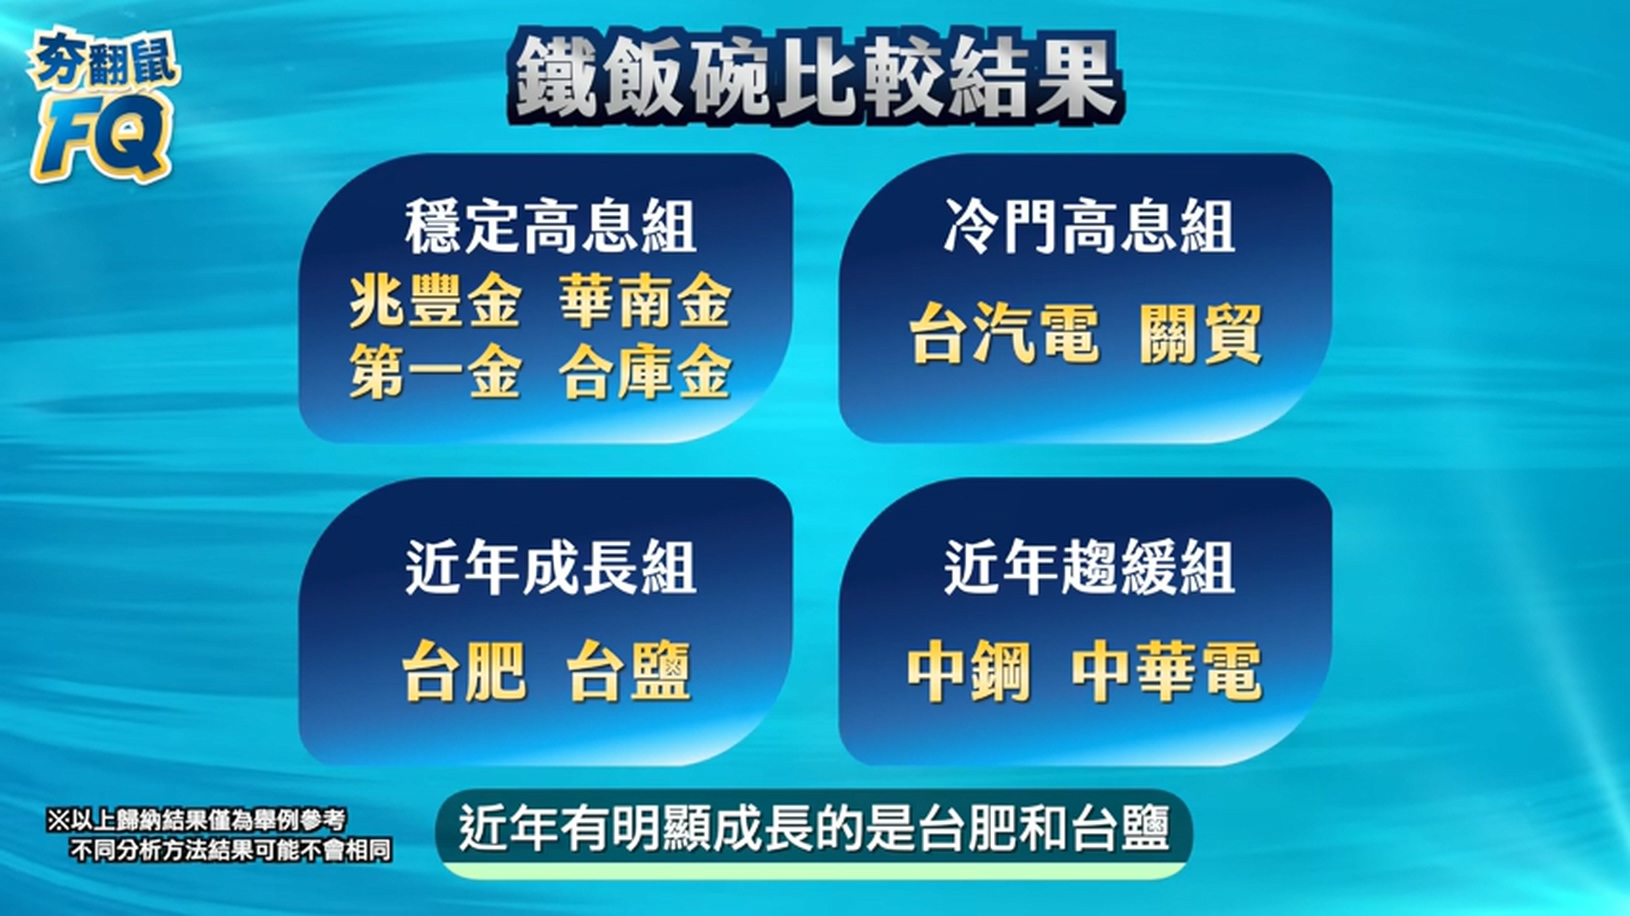 夯翻鼠
FQ
鐵飯碗比較結果
穩定高息組
兆豐金 華南金
第一金 合庫金
冷門高息組
台汽電 關貿
近年成長組
台肥 台鹽
近年趨緩組
中鋼 中華電
※以上歸納結果僅為舉例參考
不同分析方法結果可能不會相同
近年有明顯成長的是台肥和台鹽